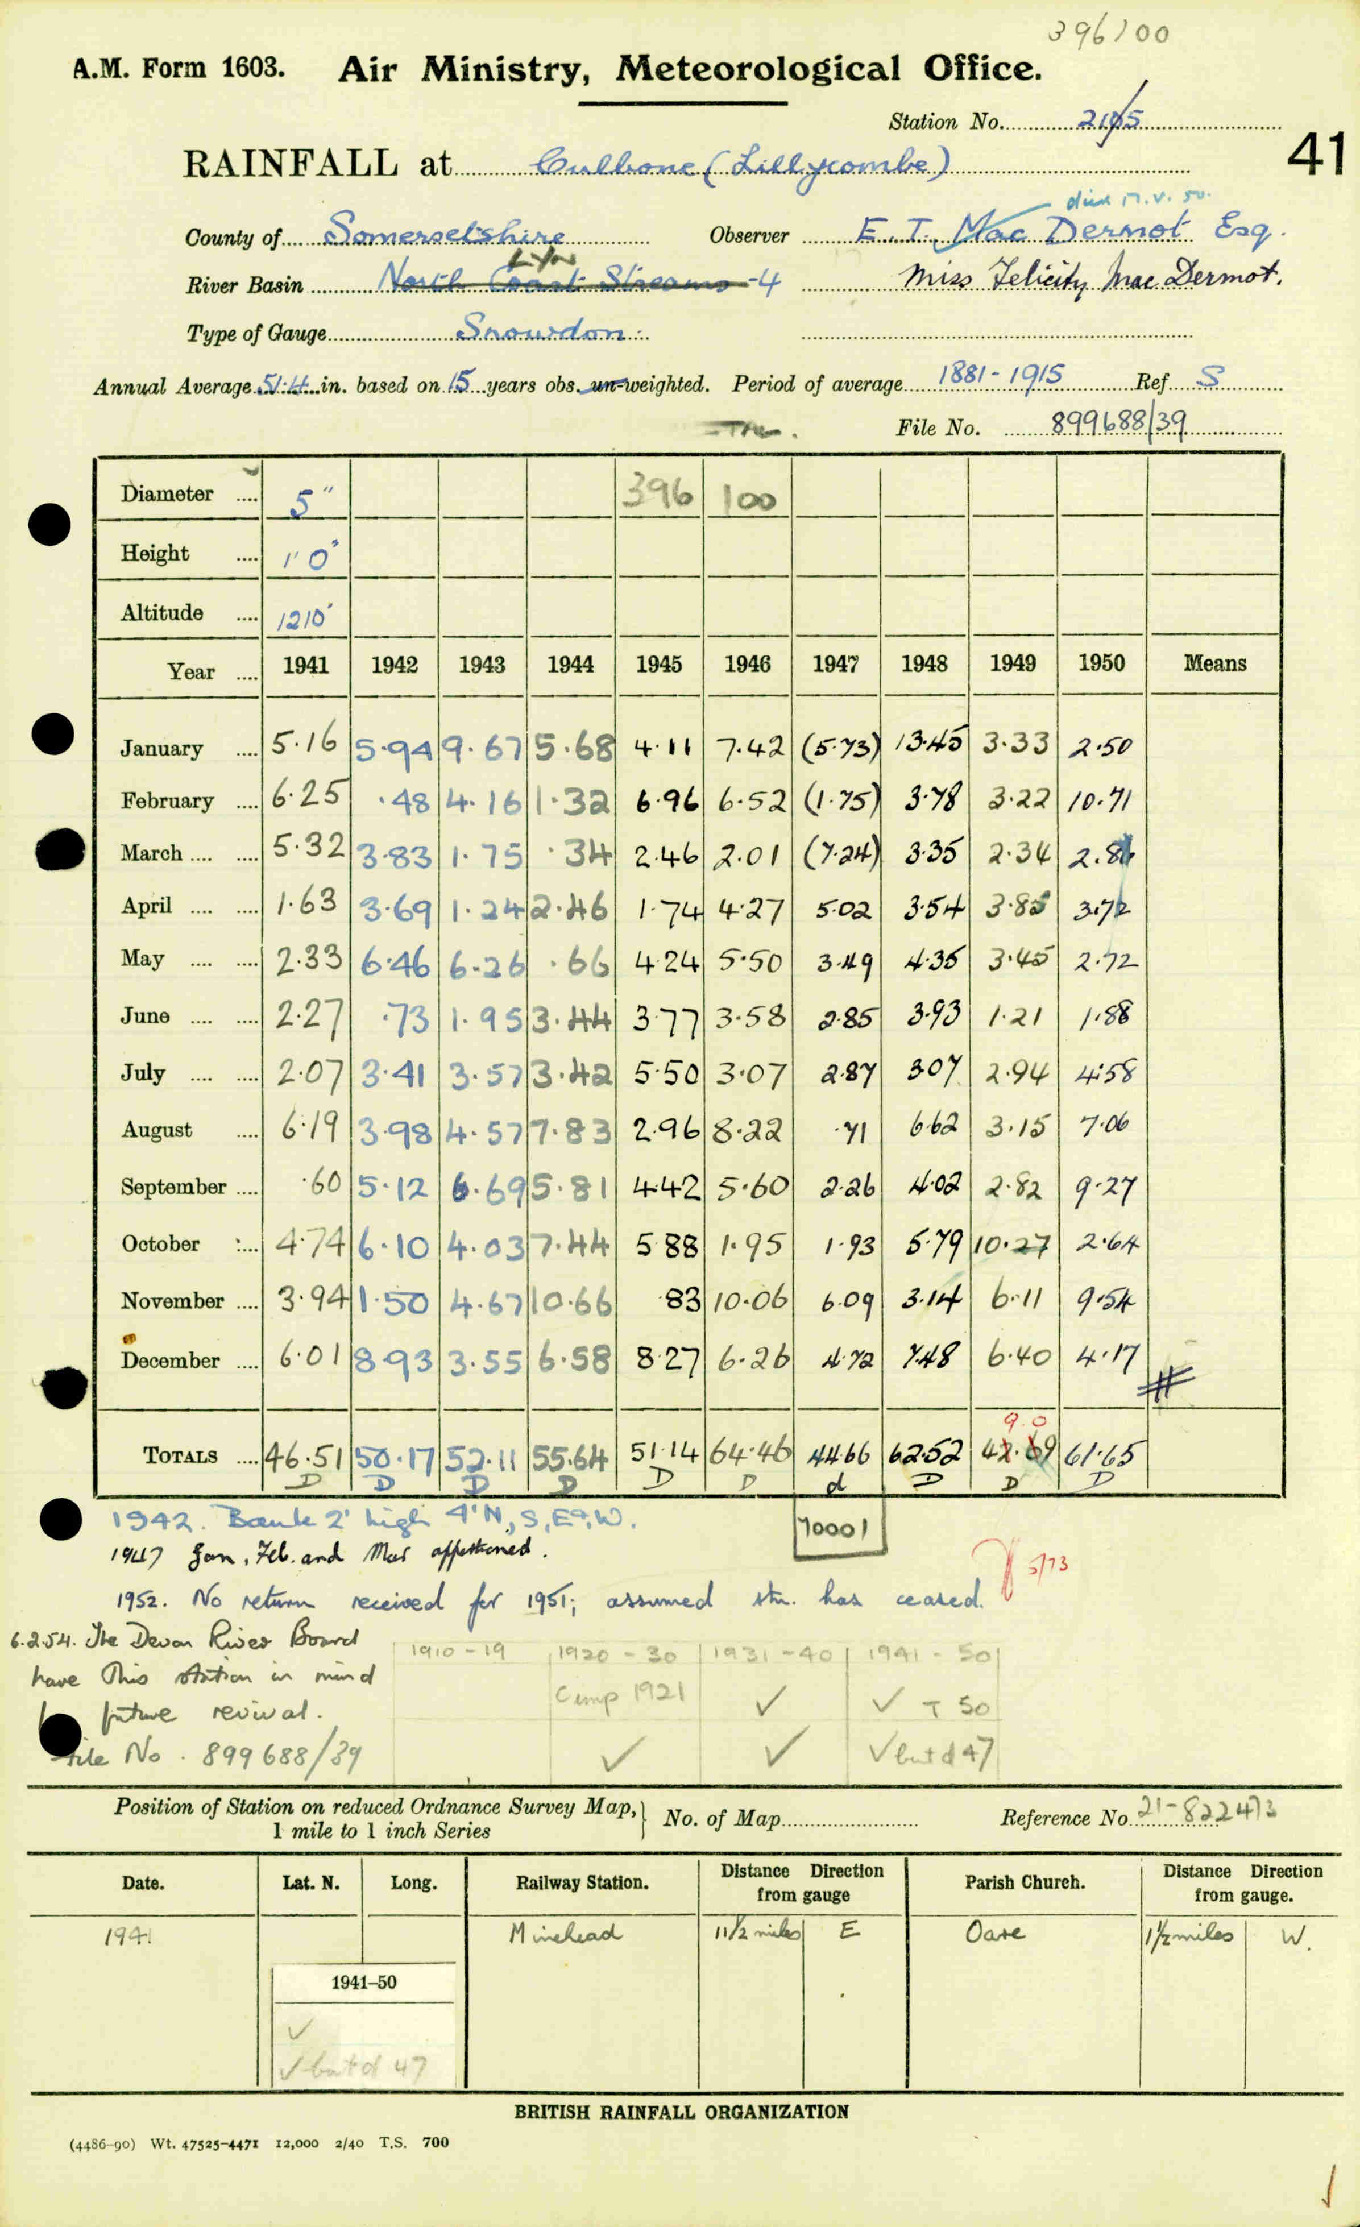 396/00
A.M. Form 1603. Air Ministry, Meteorological Office.
Station No. 2105
41
RAINFALL at Culbone (Lillycombe)
died 17.V.50.
County of Somersetshire Observer E. T. Mac Dermot Esq.
Lyn
River Basin North Coast Streams -4 Miss Felicity Mac Dermot.
Type of Gauge Snowdon
Annual Average 51.4 in. based on 15 years obs. un-weighted. Period of average 1881-1915 Ref S
File No. 899688/39
Diameter .... 5" 396 100
Height .... 1' 0"
Altitude .... 1210'
Year .... 1941 1942 1943 1944 1945 1946 1947 1948 1949 1950 Means
January .... 5.16 5.94 9.67 5.68 4.11 7.42 (5.73) 13.45 3.33 2.50
February .... 6.25 .48 4.16 1.32 6.96 6.52 (1.75) 3.78 3.22 10.71
March .... .... 5.32 3.83 1.75 .34 2.46 2.01 (7.24) 3.35 2.34 2.86
April .... .... 1.63 3.69 1.24 2.46 1.74 4.27 5.02 3.54 3.85 3.72
May .... .... 2.33 6.46 6.26 .66 4.24 5.50 3.49 4.35 3.45 2.72
June .... .... 2.27 .73 1.95 3.44 3.77 3.58 2.85 3.93 1.21 1.88
July .... .... 2.07 3.41 3.57 3.42 5.50 3.07 2.87 3.07 2.94 4.58
August .... 6.19 3.98 4.57 7.83 2.96 8.22 .71 6.62 3.15 7.06
September .... .60 5.12 6.69 5.81 4.42 5.60 2.26 4.02 2.82 9.27
October .... 4.74 6.10 4.03 7.44 5.88 1.95 1.93 5.79 10.27 2.64
November .... 3.94 1.50 4.67 10.66 .83 10.06 6.09 3.14 6.11 9.54
December .... 6.01 8.93 3.55 6.58 8.27 6.26 4.72 7.48 6.40 4.17
9.0
TOTALS .... 46.51 50.17 52.11 55.64 51.14 64.46 44.66 62.52 42.69 61.65
D D D D D D d D D D
1942. Bank 2' high 4' N, S, E & W.
70001
1947 Jan, Feb. and Mar apportioned.
5/73
1952. No return received for 1951; assumed stn. has ceased.
6.2.54. The Devon River Board
have this station in mind
future revival.
File No. 899688/39
1910-19 1920-30 1931-40 1941-50
Comp 1921 ✓ ✓ T 50
✓ ✓ ✓ but d 47
Position of Station on reduced Ordnance Survey Map, 1 mile to 1 inch Series } No. of Map Reference No. 21-822473
Date. Lat. N. Long. Railway Station. Distance Direction from gauge Parish Church. Distance Direction from gauge.
1941 Minehead 11½ miles E Oare 1½ miles W.
1941-50
✓
✓ but d 47
BRITISH RAINFALL ORGANIZATION
(4486-90) Wt. 47525-4471 12,000 2/40 T.S. 700